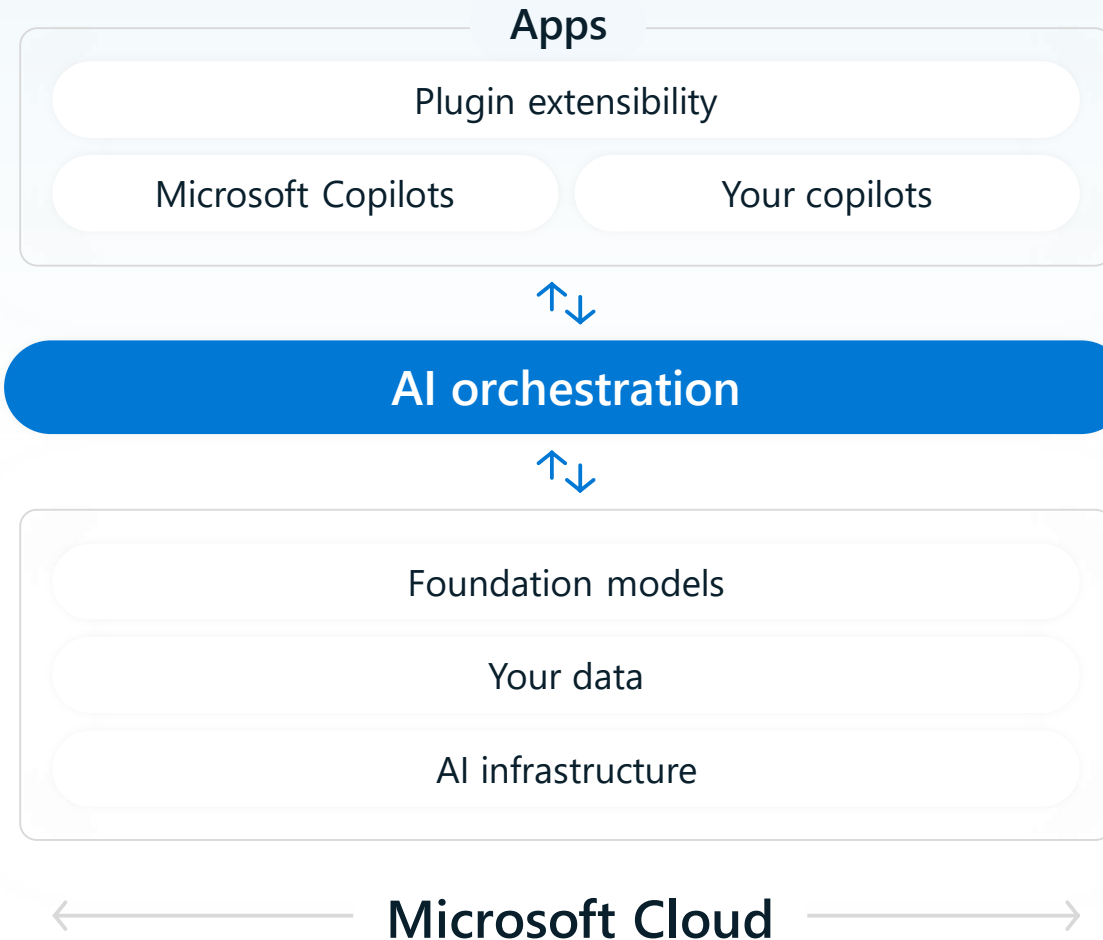 Apps
Plugin extensibility
Microsoft Copilots
Your copilots
AI orchestration
Foundation models
Your data
AI infrastructure
Microsoft Cloud